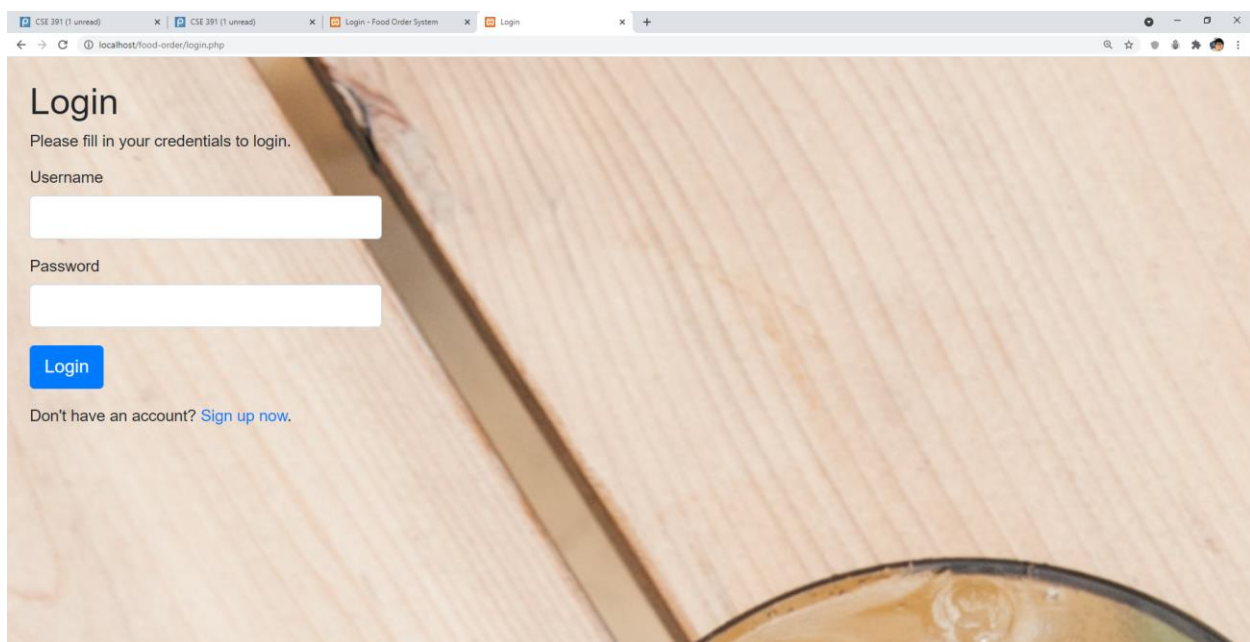 CSE 391 (1 unread)
CSE 391 (1 unread)
Login - Food Order System
Login
localhost/food-order/login.php
Login
Please fill in your credentials to login.
Username
Password
Login
Don't have an account? Sign up now.